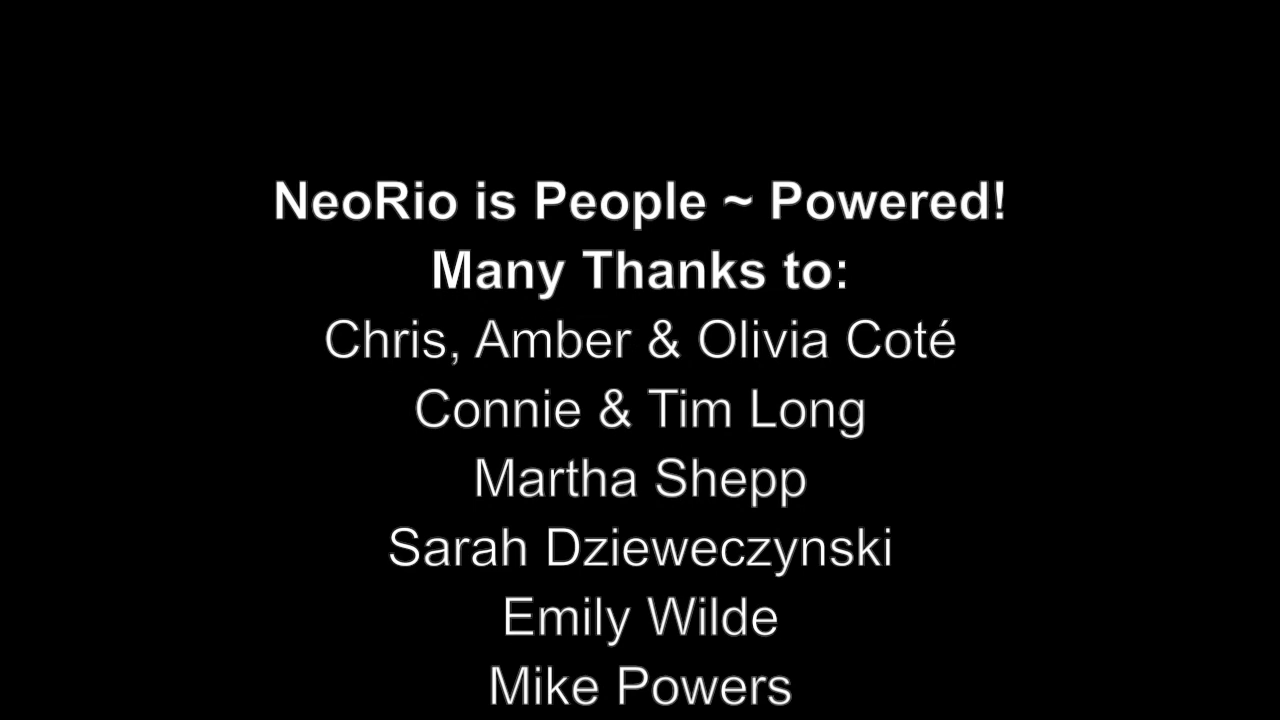 NeoRio is People ~ Powered!
Many Thanks to:
Chris, Amber & Olivia Coté
Connie & Tim Long
Martha Shepp
Sarah Dzieweczynski
Emily Wilde
Mike Powers